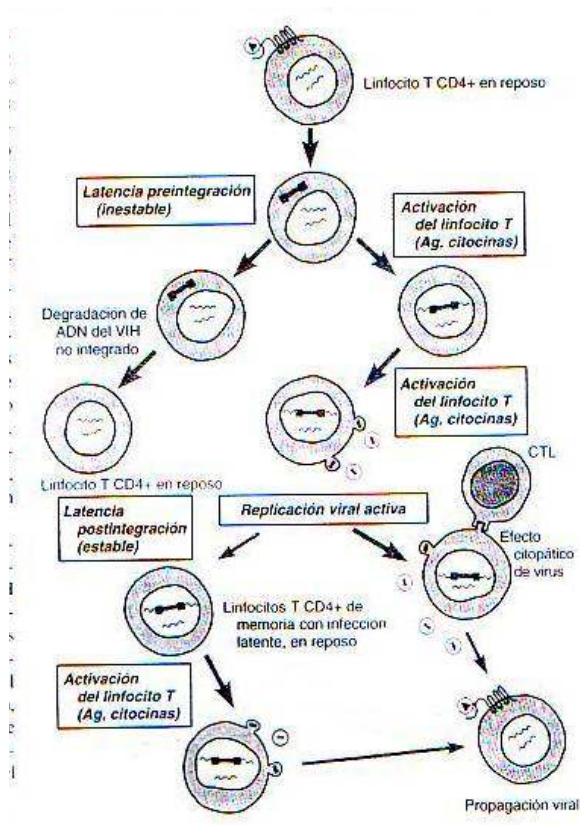 Linfocito T CD4+ en reposo
Latencia preintegración
(inestable)
Activación
del linfocito T
(Ag. citocinas)
Degradación de
ADN del VIH
no integrado
Activación
del linfocito T
(Ag, citocinas)
Linfocito T CD4+ en reposo
CTL
Latencia
postintegración
(estable)
Replicación viral activa
Efecto
citopático
de virus
Linfocitos T CD4+ de
memoria con infeccion
latente, en reposo
Activación
del linfocito T
(Ag, citocinas)
Propagación viral